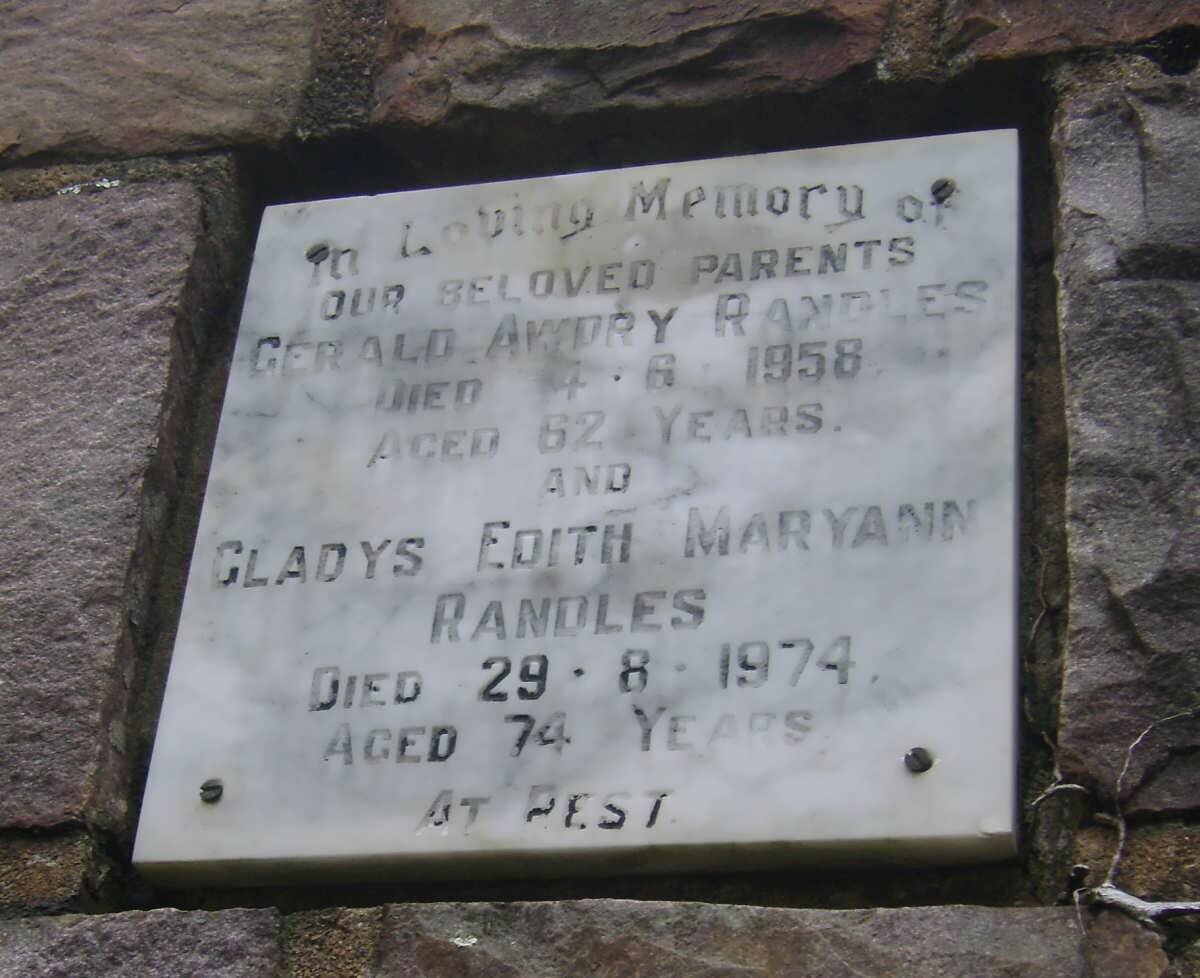 In Loving Memory of
OUR BELOVED PARENTS
GERALD AWDRY RANDLES
DIED 4 · 6 · 1958
AGED 62 YEARS.
AND
GLADYS EDITH MARYANN
RANDLES
DIED 29 · 8 · 1974.
AGED 74 YEARS
AT REST.